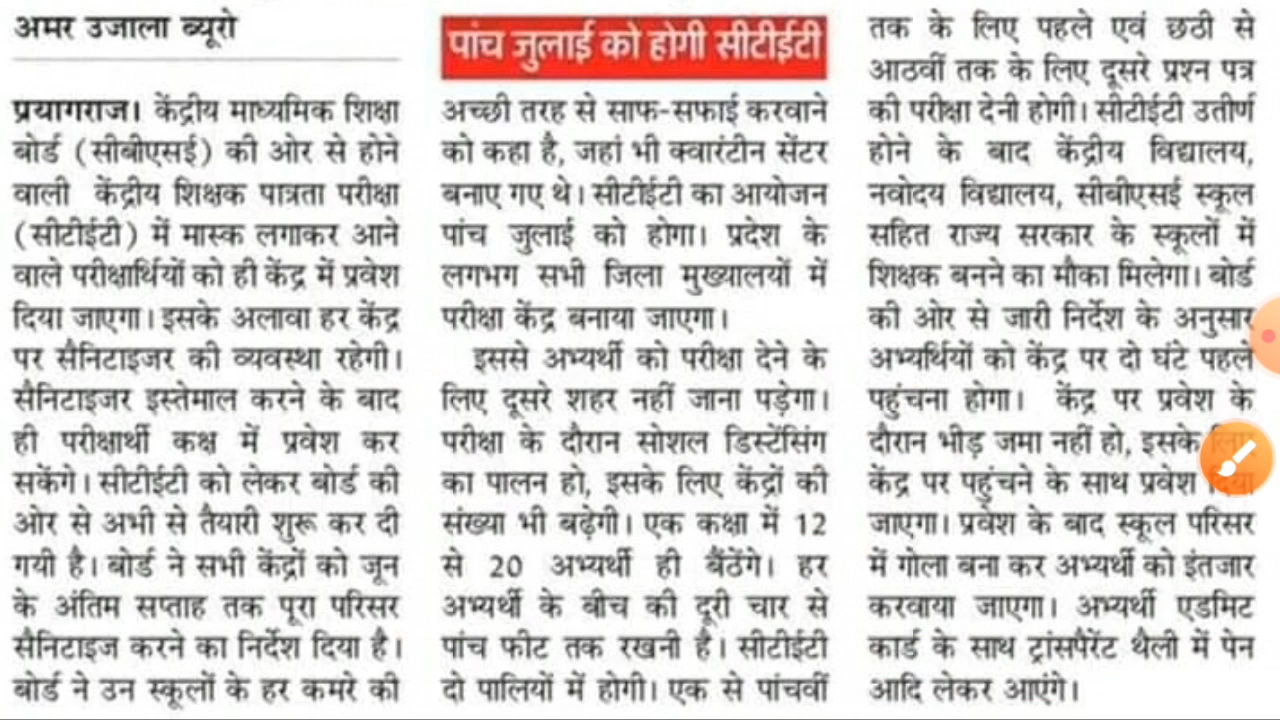 अमर उजाला ब्यूरो
प्रयागराज। केंद्रीय माध्यमिक शिक्षा
बोर्ड (सीबीएसई) की ओर से होने
वाली केंद्रीय शिक्षक पात्रता परीक्षा
(सीटीईटी) में मास्क लगाकर आने
वाले परीक्षार्थियों को ही केंद्र में प्रवेश
दिया जाएगा। इसके अलावा हर केंद्र
पर सैनिटाइजर की व्यवस्था रहेगी।
सैनिटाइजर इस्तेमाल करने के बाद
ही परीक्षार्थी कक्ष में प्रवेश कर
सकेंगे। सीटीईटी को लेकर बोर्ड की
ओर से अभी से तैयारी शुरू कर दी
गयी है। बोर्ड ने सभी केंद्रों को जून
के अंतिम सप्ताह तक पूरा परिसर
सैनिटाइज करने का निर्देश दिया है।
बोर्ड ने उन स्कूलों के हर कमरे की
पांच जुलाई को होगी सीटीईटी
अच्छी तरह से साफ-सफाई करवाने
को कहा है, जहां भी क्वारंटीन सेंटर
बनाए गए थे। सीटीईटी का आयोजन
पांच जुलाई को होगा। प्रदेश के
लगभग सभी जिला मुख्यालयों में
परीक्षा केंद्र बनाया जाएगा।
इससे अभ्यर्थी को परीक्षा देने के
लिए दूसरे शहर नहीं जाना पड़ेगा।
परीक्षा के दौरान सोशल डिस्टेंसिंग
का पालन हो, इसके लिए केंद्रों की
संख्या भी बढ़ेगी। एक कक्षा में 12
से 20 अभ्यर्थी ही बैंठेंगे। हर
अभ्यर्थी के बीच की दूरी चार से
पांच फीट तक रखनी है। सीटीईटी
दो पालियों में होगी। एक से पांचवीं
तक के लिए पहले एवं छठी से
आठवीं तक के लिए दूसरे प्रश्न पत्र
की परीक्षा देनी होगी। सीटीईटी उतीर्ण
होने के बाद केंद्रीय विद्यालय,
नवोदय विद्यालय, सीबीएसई स्कूल
सहित राज्य सरकार के स्कूलों में
शिक्षक बनने का मौका मिलेगा। बोर्ड
की ओर से जारी निर्देश के अनुसार
अभ्यर्थियों को केंद्र पर दो घंटे पहले
पहुंचना होगा। केंद्र पर प्रवेश के
दौरान भीड़ जमा नहीं हो, इसके लिए
केंद्र पर पहुंचने के साथ प्रवेश दिया
जाएगा। प्रवेश के बाद स्कूल परिसर
में गोला बना कर अभ्यर्थी को इंतजार
करवाया जाएगा। अभ्यर्थी एडमिट
कार्ड के साथ ट्रांसपैरेंट थैली में पेन
आदि लेकर आएंगे।